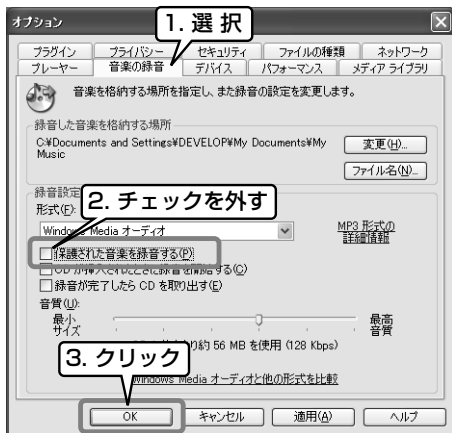 オプション
1. 選 択
プラグイン プライバシー セキュリティ ファイルの種類 ネットワーク
プレーヤー 音楽の録音 デバイス パフォーマンス メディア ライブラリ
音楽を格納する場所を指定し、また録音の設定を変更します。
録音した音楽を格納する場所
C:¥Documents and Settings¥DEVELOP¥My Documents¥My
Music
変更(H)...
ファイル名(N)...
録音設定
2. チェックを外す
形式(F):
Windows Media オーディオ
MP3 形式の
詳細情報
保護された音楽を録音する(P)
CD が挿入されたときに録音を開始する(C)
録音が完了したら CD を取り出す(E)
音質(U):
最小
サイズ
最高
音質
り約 56 MB を使用 (128 Kbps)
3. クリック
Windows Media オーディオと他の形式を比較
OK キャンセル 適用(A) ヘルプ